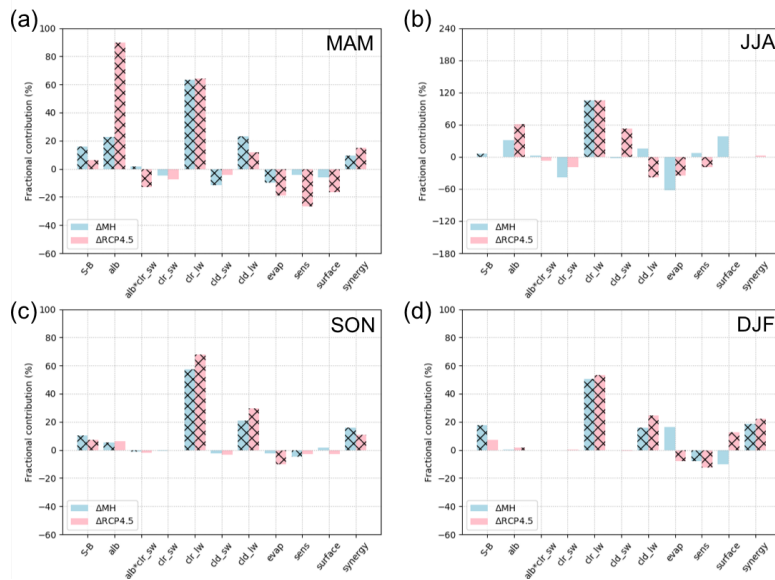 (a)
MAM
Fractional contribution (%)
100
80
60
40
20
0
−20
−40
−60
ΔMH
ΔRCP4.5
S-B
alb
alb*clr_sw
clr_sw
clr_lw
cld_sw
cld_lw
evap
sens
surface
synergy
(b)
JJA
Fractional contribution (%)
240
180
120
60
0
−60
−120
−180
ΔMH
ΔRCP4.5
S-B
alb
alb*clr_sw
clr_sw
clr_lw
cld_sw
cld_lw
evap
sens
surface
synergy
(c)
SON
Fractional contribution (%)
100
80
60
40
20
0
−20
−40
−60
ΔMH
ΔRCP4.5
S-B
alb
alb*clr_sw
clr_sw
clr_lw
cld_sw
cld_lw
evap
sens
surface
synergy
(d)
DJF
Fractional contribution (%)
100
80
60
40
20
0
−20
−40
−60
ΔMH
ΔRCP4.5
S-B
alb
alb*clr_sw
clr_sw
clr_lw
cld_sw
cld_lw
evap
sens
surface
synergy